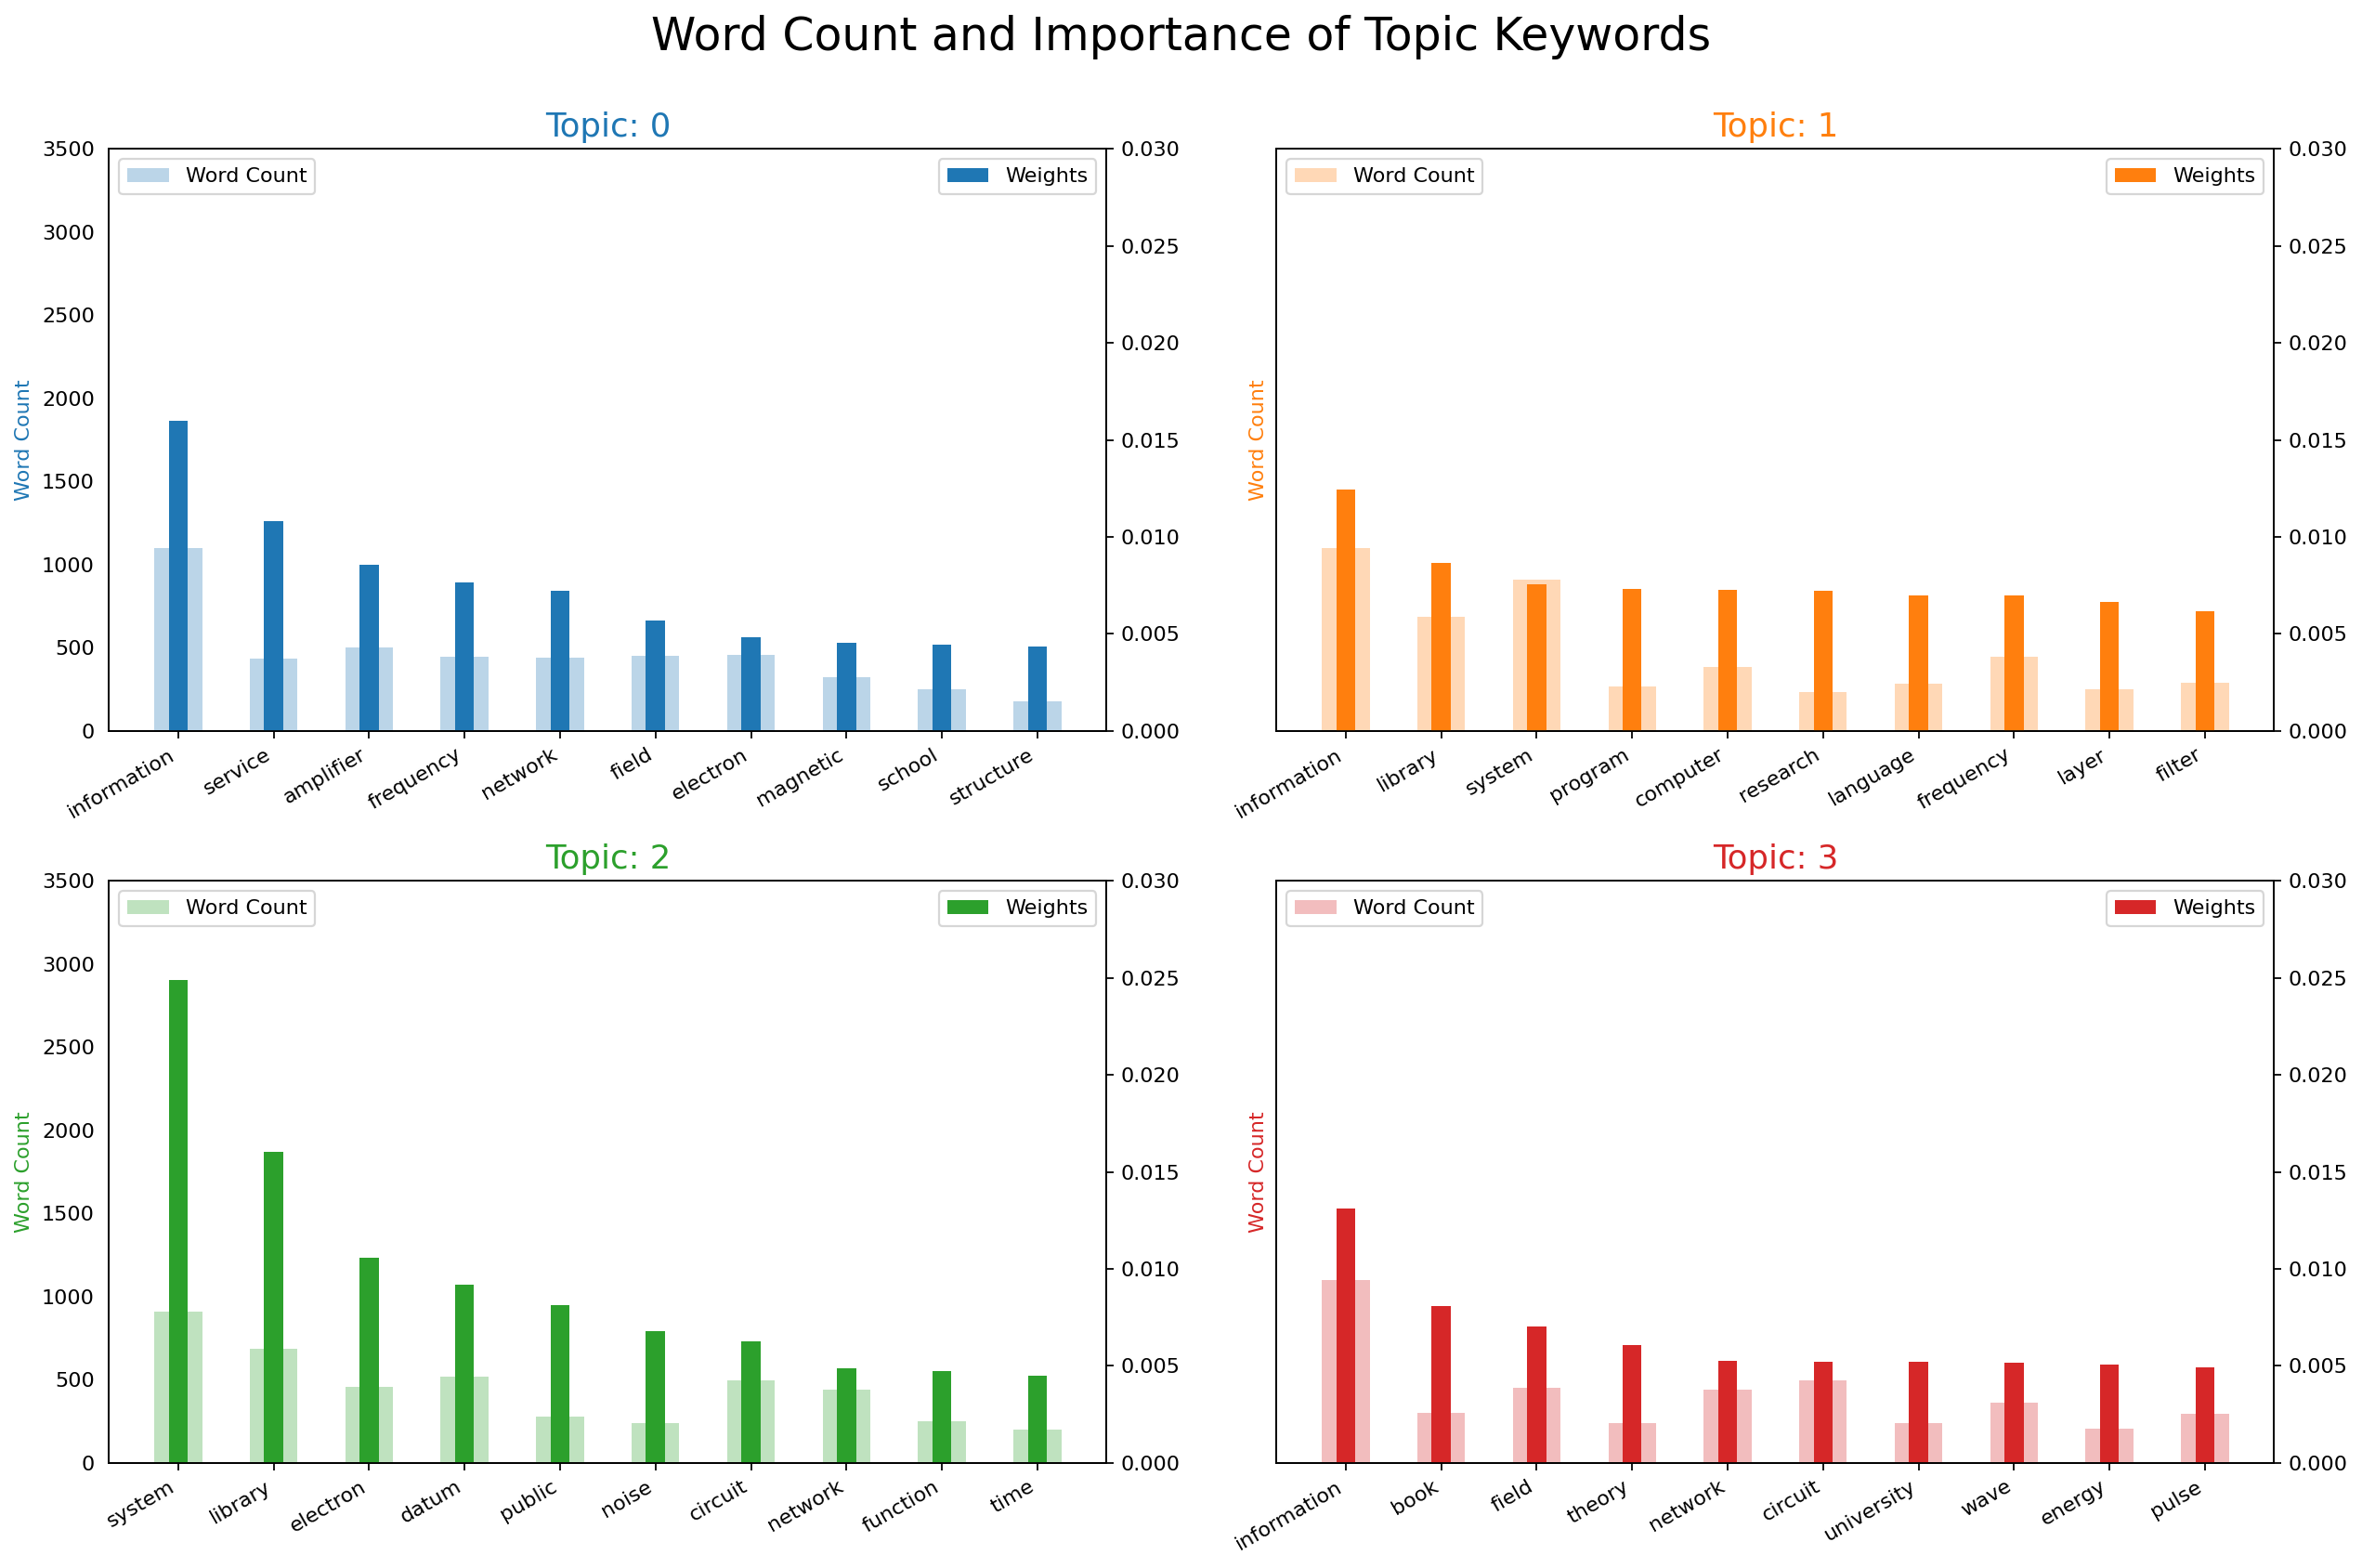 Word Count and Importance of Topic Keywords
Topic: 0
Word Count
Weights
3500
3000
2500
2000
1500
1000
500
0
Word Count
0.030
0.025
0.020
0.015
0.010
0.005
0.000
information service amplifier frequency network field electron magnetic school structure
Topic: 1
Word Count
Weights
Word Count
0.030
0.025
0.020
0.015
0.010
0.005
0.000
information library system program computer research language frequency layer filter
Topic: 2
Word Count
Weights
3500
3000
2500
2000
1500
1000
500
0
Word Count
0.030
0.025
0.020
0.015
0.010
0.005
0.000
system library electron datum public noise circuit network function time
Topic: 3
Word Count
Weights
Word Count
0.030
0.025
0.020
0.015
0.010
0.005
0.000
information book field theory network circuit university wave energy pulse